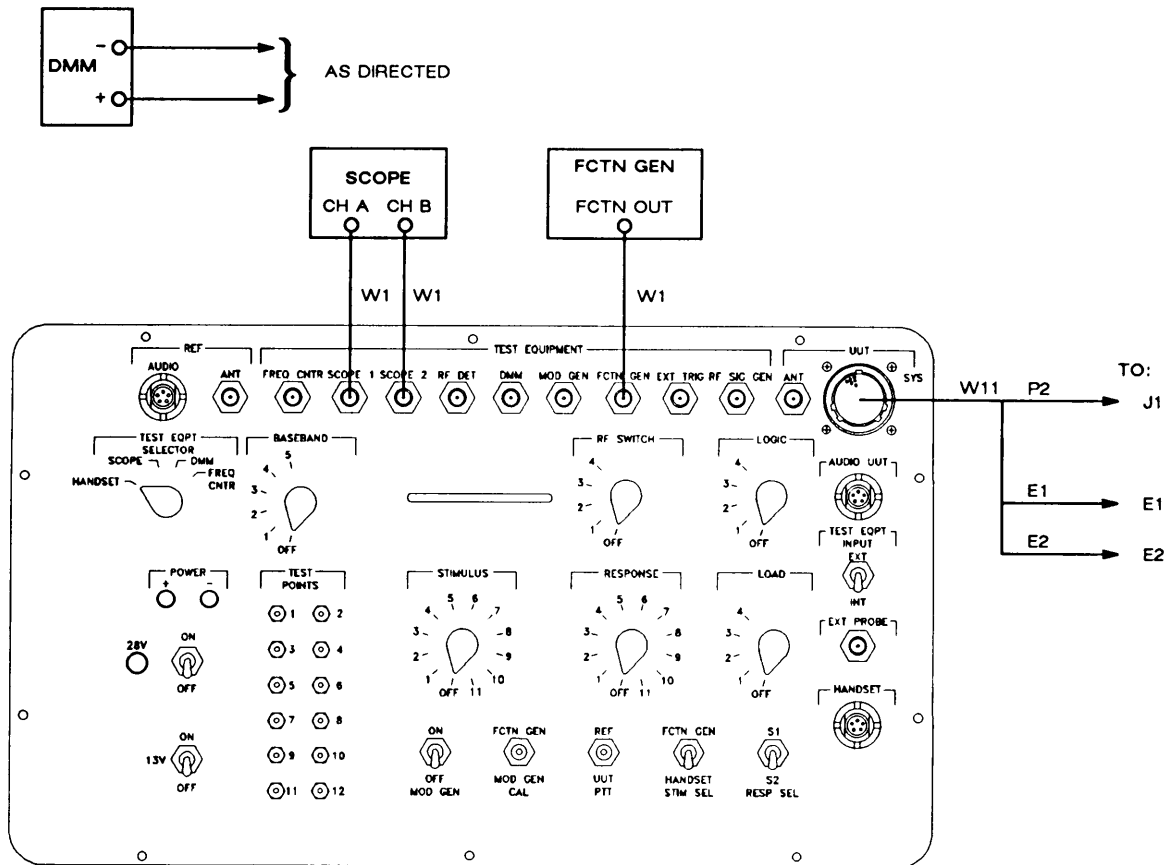 DMM
-
+
AS DIRECTED
SCOPE
CH A CH B
FCTN GEN
FCTN OUT
W1 W1 W1
REF TEST EQUIPMENT UUT
AUDIO ANT FREQ CNTR SCOPE 1 SCOPE 2 RF DET DMM MOD GEN FCTN GEN EXT TRIG RF SIG GEN ANT SYS
TO:
W11 P2 J1
E1 E1
E2 E2
TEST EQPT
SELECTOR
SCOPE DMM
HANDSET FREQ
CNTR
BASEBAND
5
4
3
2
1
OFF
RF SWITCH
4
3
2
1
OFF
LOGIC
4
3
2
1
OFF
AUDIO UUT
TEST EQPT
INPUT
EXT
INT
POWER
+ -
28V
ON
OFF
13V
ON
OFF
TEST
POINTS
1 2
3 4
5 6
7 8
9 10
11 12
STIMULUS
5 6
4 7
3 8
2 9
1 10
OFF 11
RESPONSE
5 6
4 7
3 8
2 9
1 10
OFF 11
LOAD
4
3
2
1
OFF
EXT PROBE
HANDSET
ON
OFF
MOD GEN
FCTN GEN
MOD GEN
CAL
REF
UUT
PTT
FCTN GEN
HANDSET
STIM SEL
S1
S2
RESP SEL